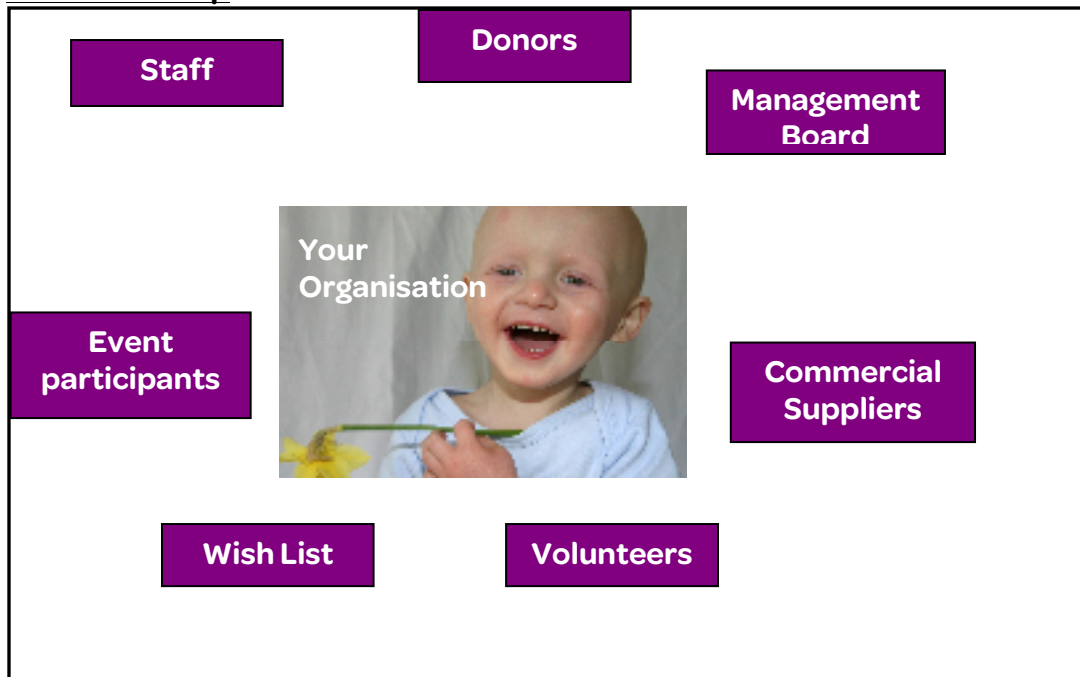 Donors
Staff
Management
Board
Your
Organisation
Event
participants
Commercial
Suppliers
Wish List
Volunteers